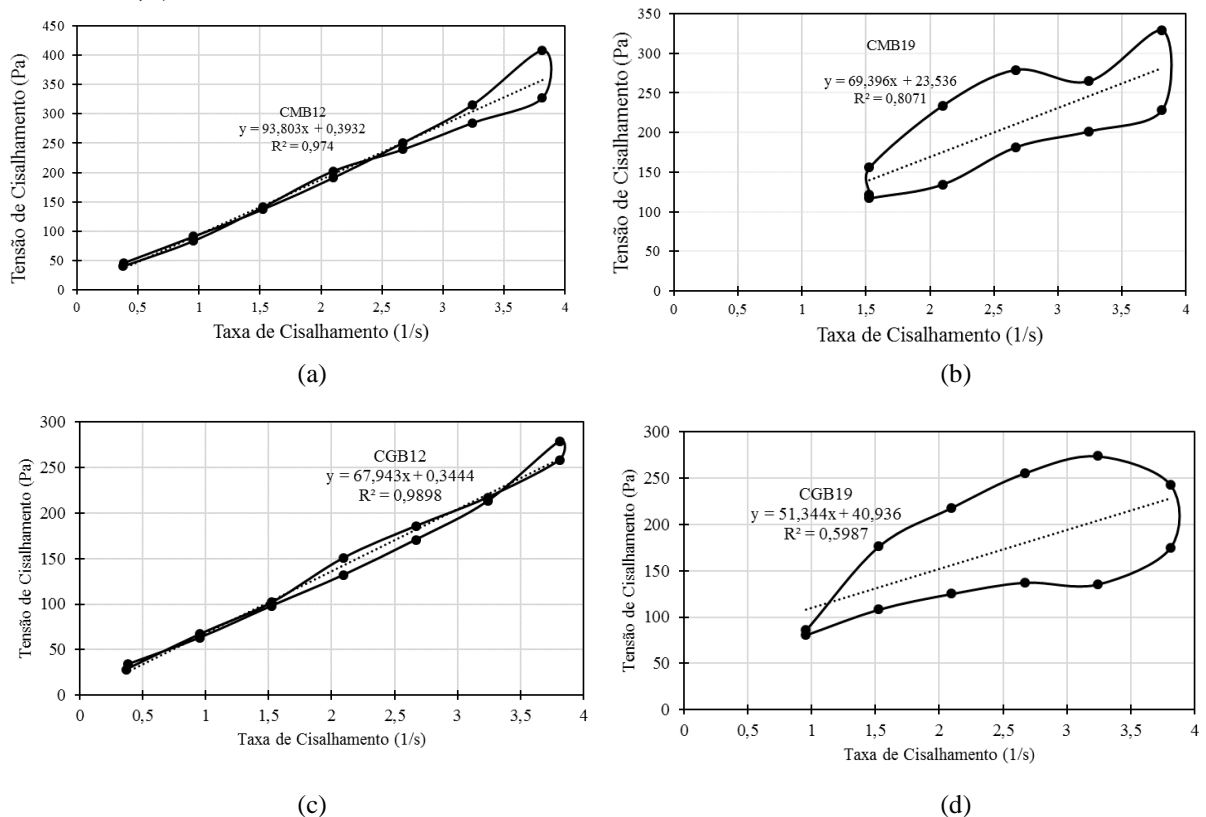 450
400
350
300
250
200
150
100
50
0
Tensão de Cisalhamento (Pa)
CMB12
y = 93,803x + 0,3932
R² = 0,974
0 0,5 1 1,5 2 2,5 3 3,5 4
Taxa de Cisalhamento (1/s)
(a)
350
300
250
200
150
100
50
0
Tensão de Cisalhamento (Pa)
CMB19
y = 69,396x + 23,536
R² = 0,8071
0 0,5 1 1,5 2 2,5 3 3,5 4
Taxa de Cisalhamento (1/s)
(b)
300
250
200
150
100
50
0
Tensão de Cisalhamento (Pa)
CGB12
y = 67,943x + 0,3444
R² = 0,9898
0 0,5 1 1,5 2 2,5 3 3,5 4
Taxa de Cisalhamento (1/s)
(c)
300
250
200
150
100
50
0
Tensão de Cisalhamento (Pa)
CGB19
y = 51,344x + 40,936
R² = 0,5987
0 0,5 1 1,5 2 2,5 3 3,5 4
Taxa de Cisalhamento (1/s)
(d)